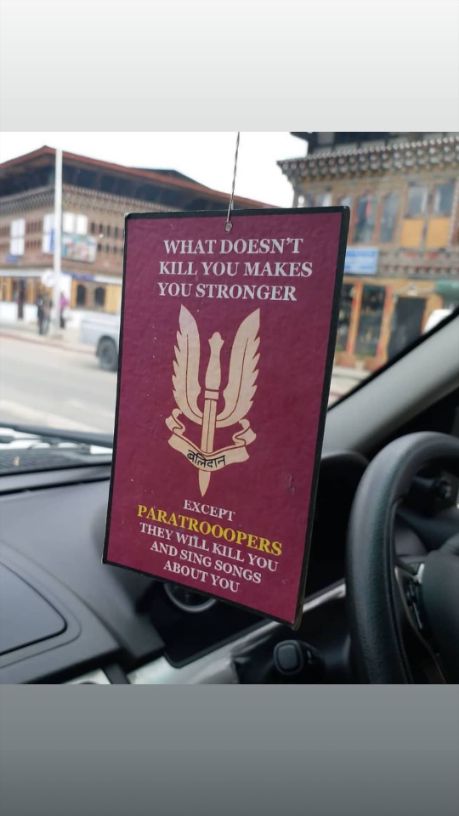 WHAT DOESN'T
KILL YOU MAKES
YOU STRONGER
बलिदान
EXCEPT
PARATROOOPERS
THEY WILL KILL YOU
AND SING SONGS
ABOUT YOU